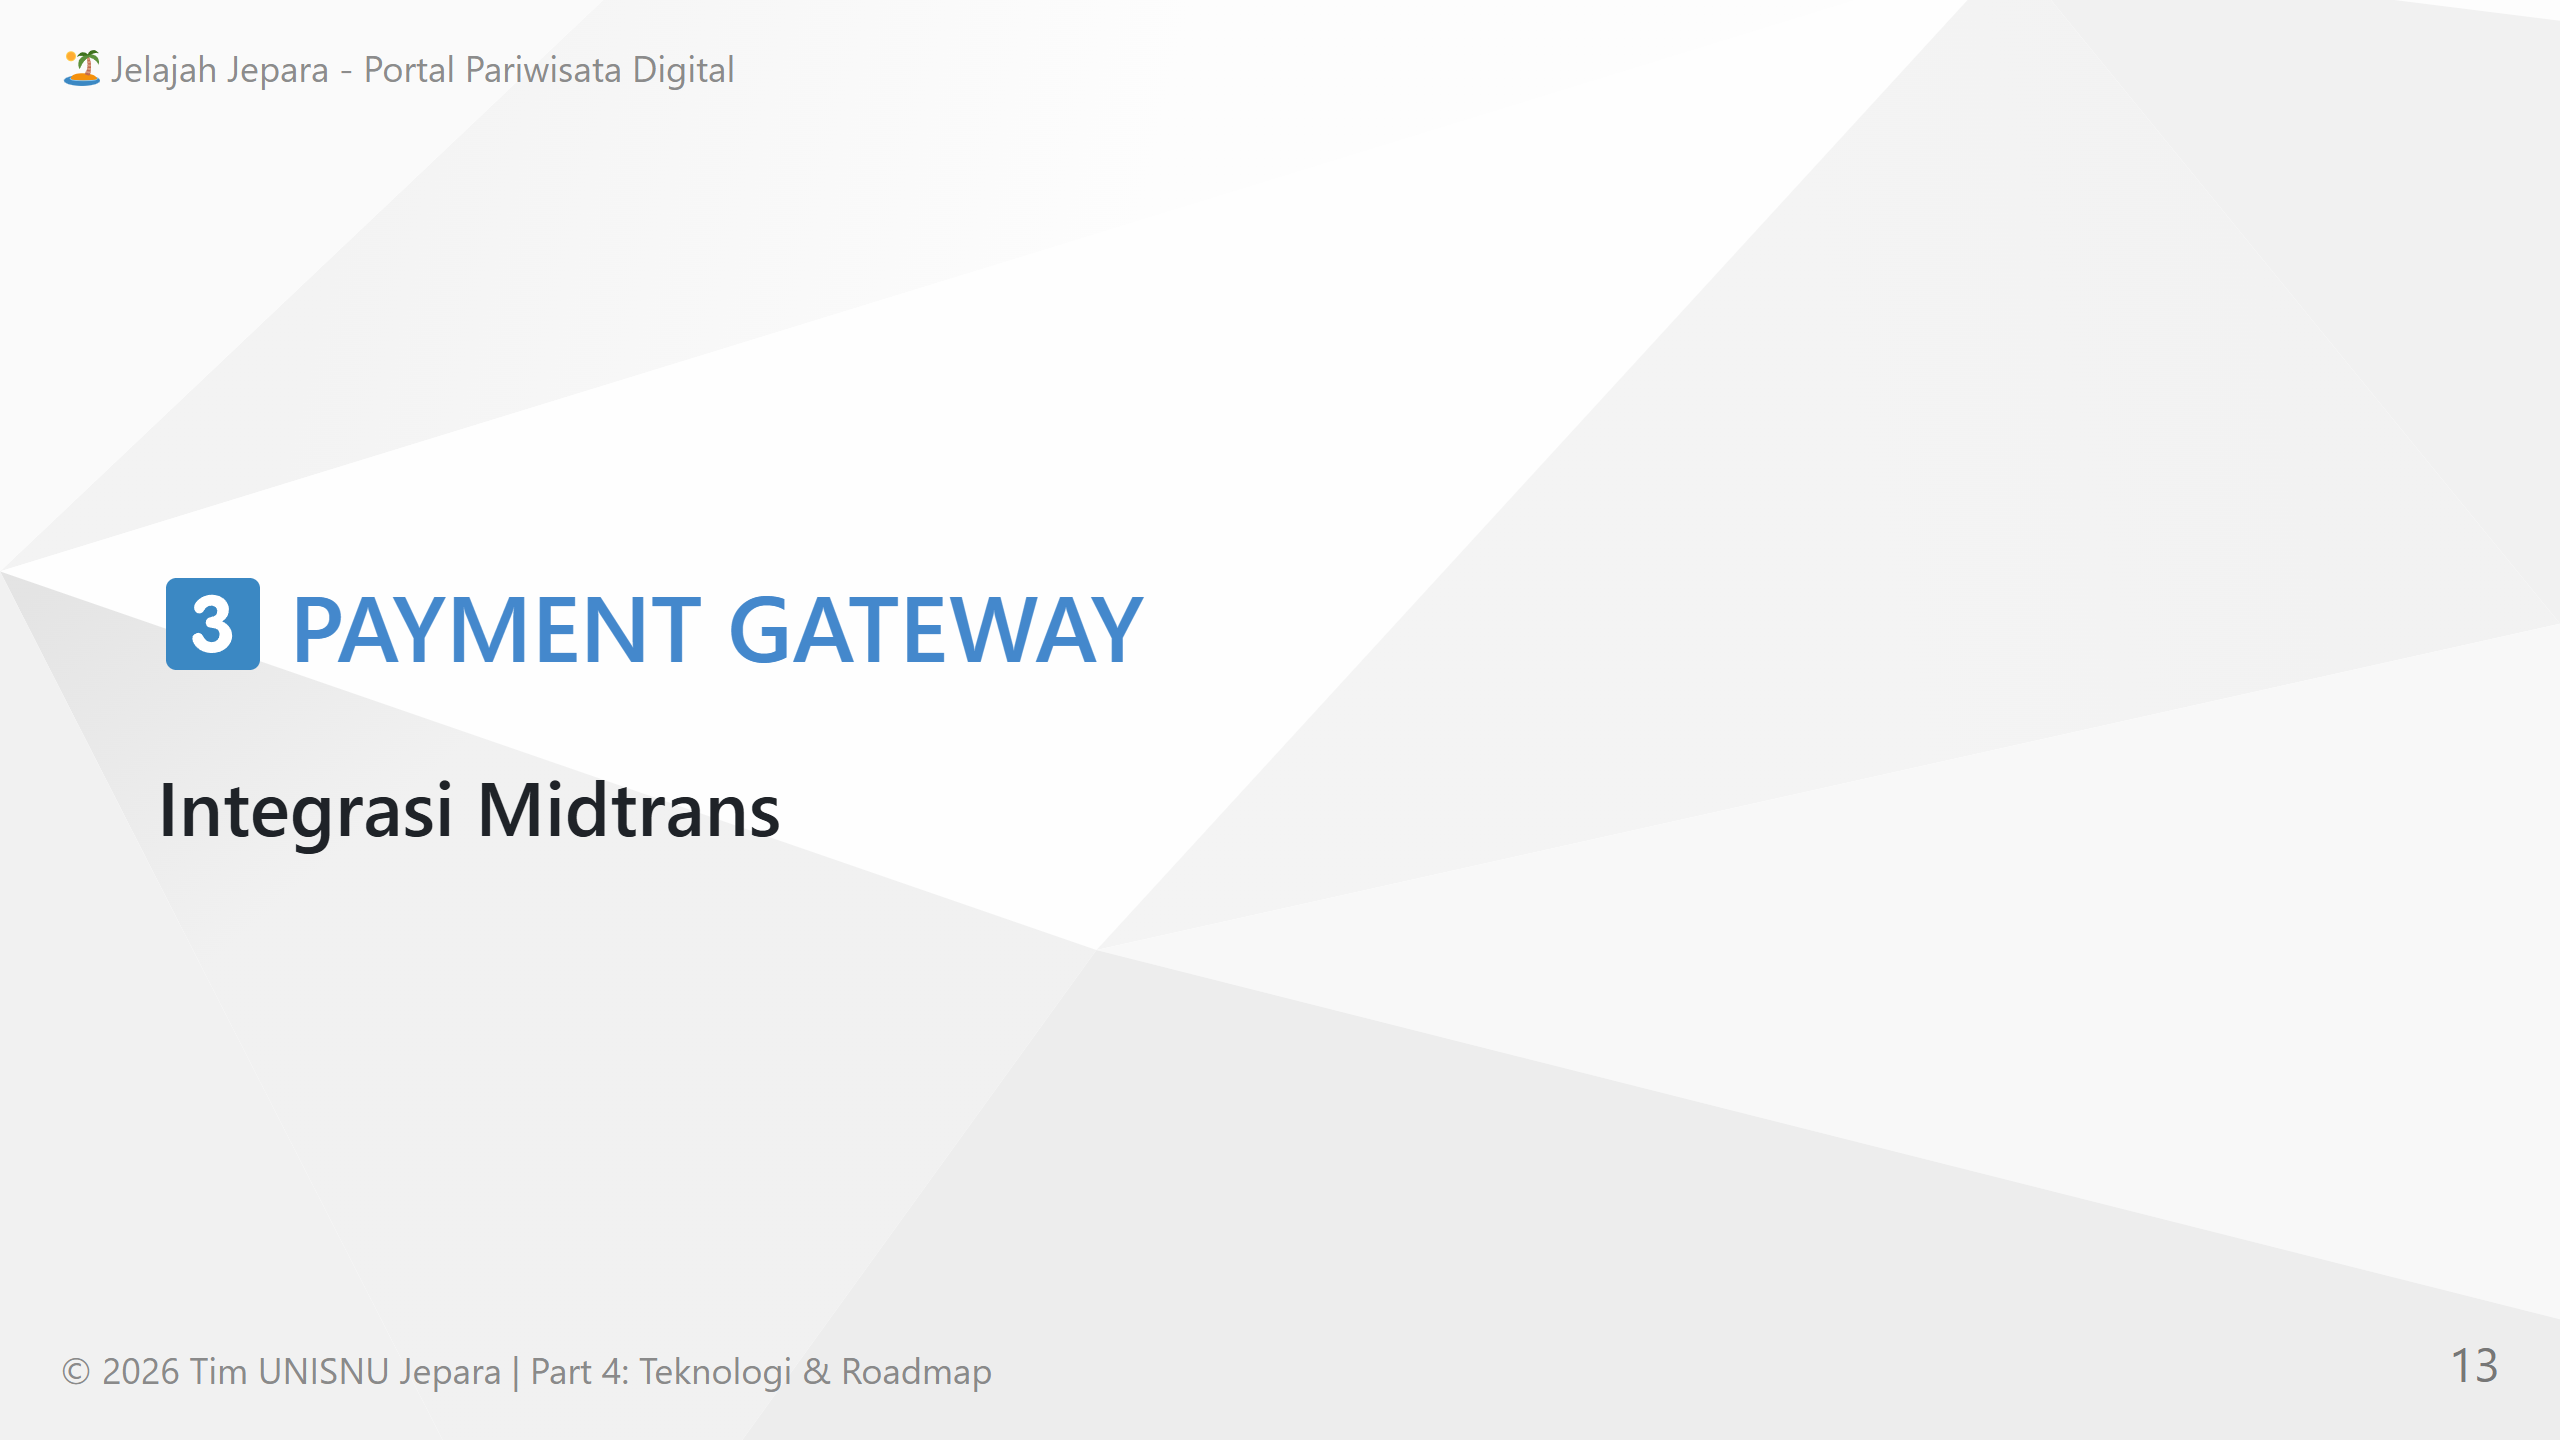 🏝️ Jelajah Jepara - Portal Pariwisata Digital
3️⃣ PAYMENT GATEWAY
Integrasi Midtrans
© 2026 Tim UNISNU Jepara | Part 4: Teknologi & Roadmap
13